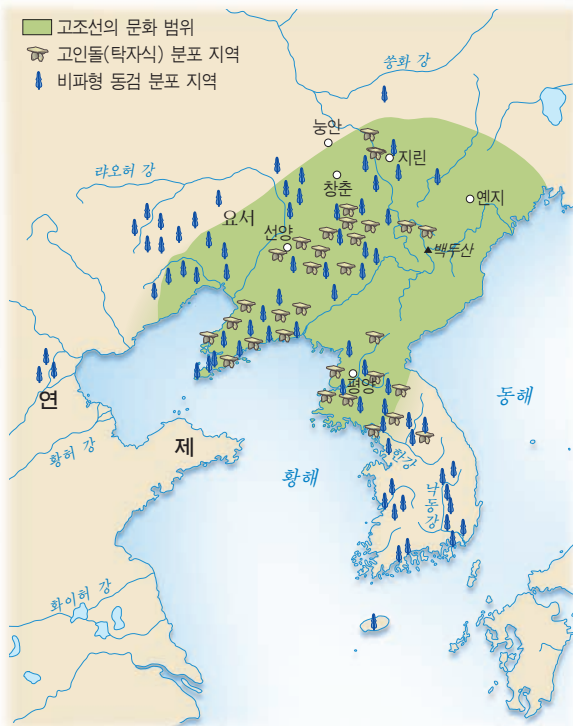 고조선의 문화 범위
고인돌(탁자식) 분포 지역
비파형 동검 분포 지역
쑹화 강
눙안
지린
랴오허 강
창춘
옌지
요서
선양
백두산
평양
연
동해
황허 강
제
한강
황해
낙동강
화이허 강